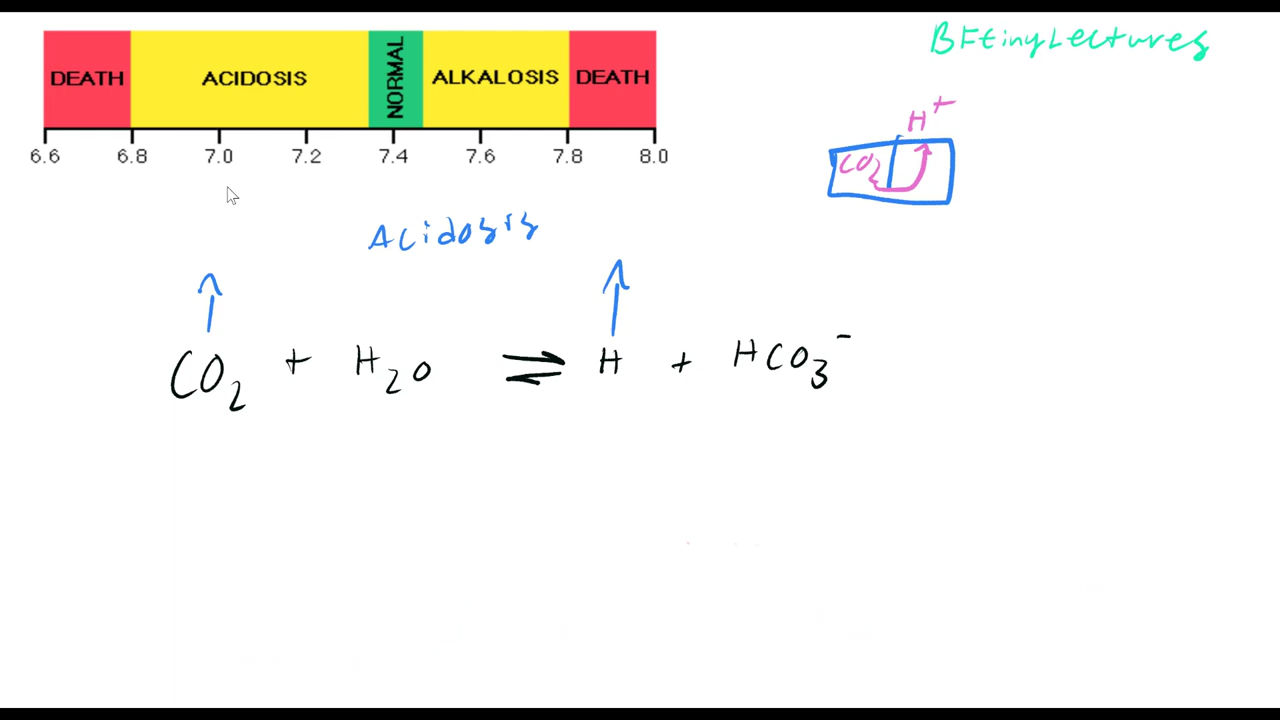 BFtinyLectures
DEATH ACIDOSIS NORMAL ALKALOSIS DEATH
6.6 6.8 7.0 7.2 7.4 7.6 7.8 8.0
H+
CO2
Acidosis
CO2 + H2O ⇌ H + HCO3-